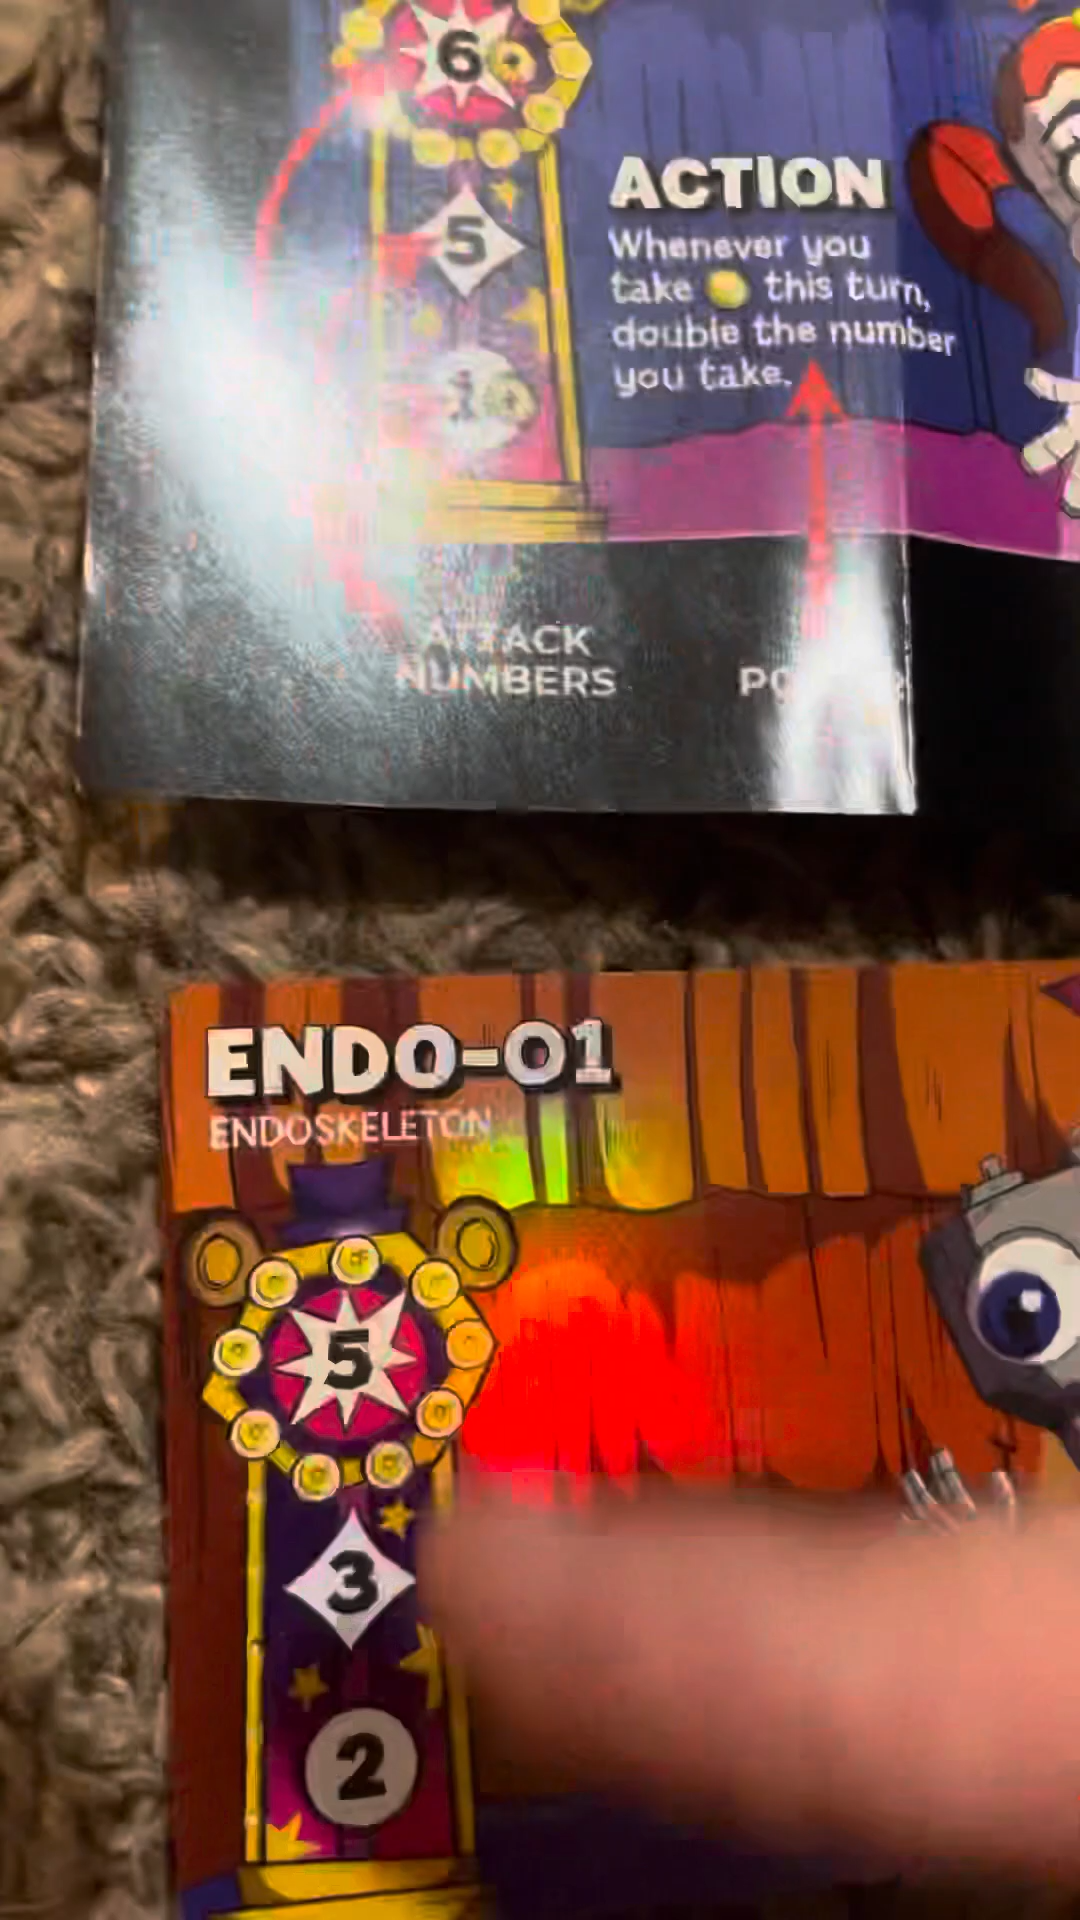 6
5
1
ACTION
Whenever you
take this turn,
double the number
you take.
ATTACK
NUMBERS
ENDO-01
ENDOSKELETON
5
3
2